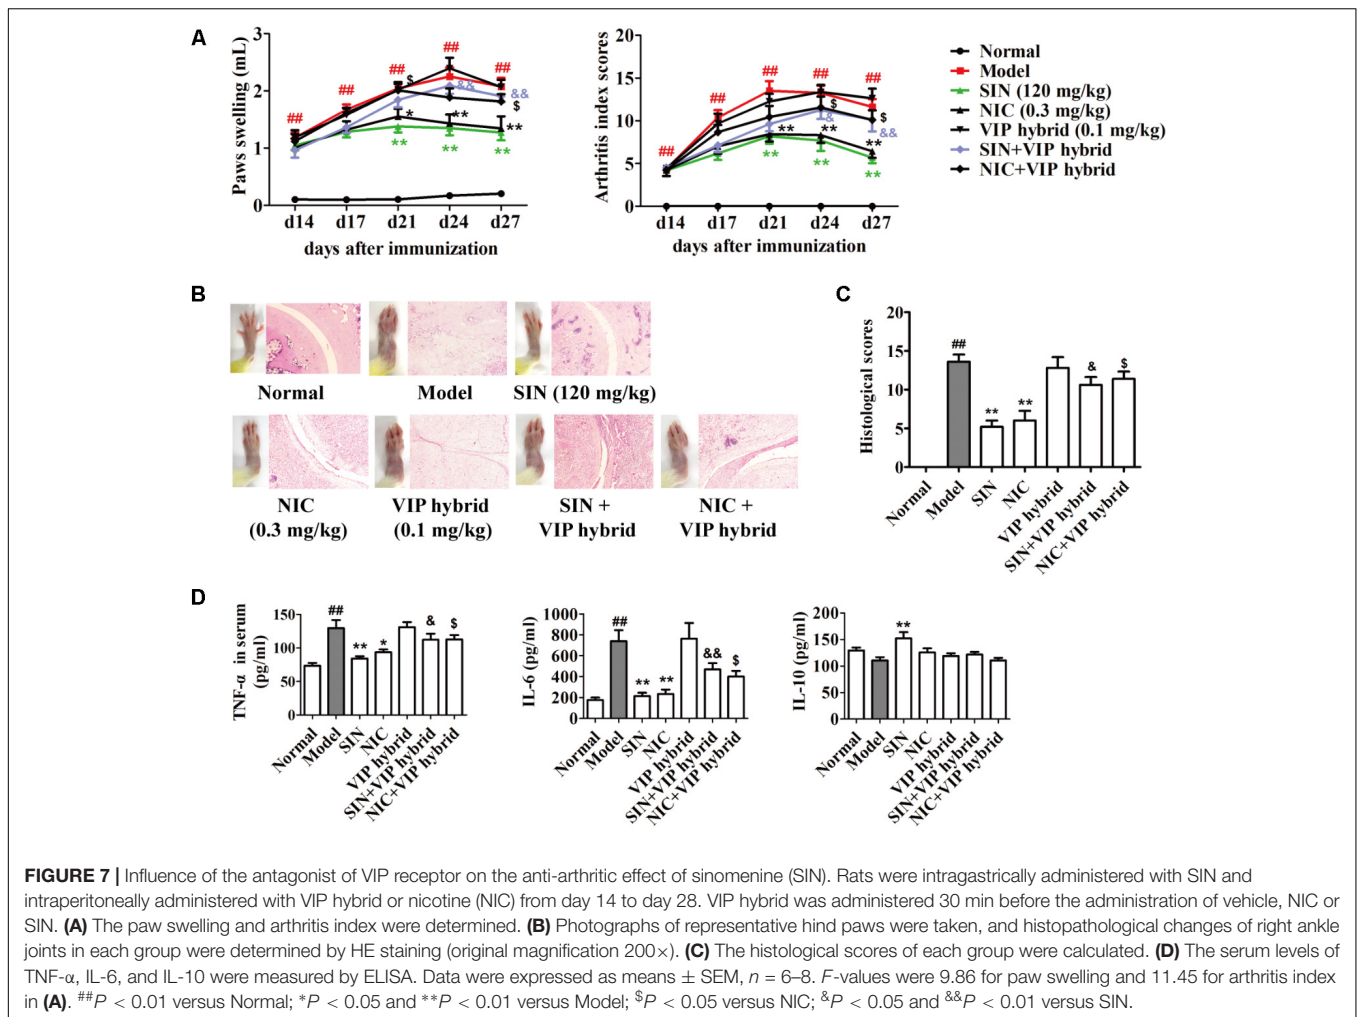 A
Paws swelling (mL)
3
2
1
0
##
##
##
##
##
$
*
**
**
&&
&&
$
**
**
**
d14 d17 d21 d24 d27
days after immunization
Arthritis index scores
20
15
10
5
0
##
##
##
##
##
**
**
**
$
&
$
&&
**
**
**
d14 d17 d21 d24 d27
days after immunization
Normal
Model
SIN (120 mg/kg)
NIC (0.3 mg/kg)
VIP hybrid (0.1 mg/kg)
SIN+VIP hybrid
NIC+VIP hybrid
B
Normal Model SIN (120 mg/kg)
NIC VIP hybrid SIN + NIC +
(0.3 mg/kg) (0.1 mg/kg) VIP hybrid VIP hybrid
C
Histological scores
20
15
10
5
0
## ** ** & $
Normal Model SIN NIC VIP hybrid SIN+VIP hybrid NIC+VIP hybrid
D
TNF-α in serum
(pg/ml)
150
100
50
0
## ** * & $
Normal Model SIN NIC VIP hybrid SIN+VIP hybrid NIC+VIP hybrid
IL-6 (pg/ml)
1000
800
600
400
200
0
## ** ** && $
Normal Model SIN NIC VIP hybrid SIN+VIP hybrid NIC+VIP hybrid
IL-10 (pg/ml)
200
150
100
50
0
**
Normal Model SIN NIC VIP hybrid SIN+VIP hybrid NIC+VIP hybrid
FIGURE 7 | Influence of the antagonist of VIP receptor on the anti-arthritic effect of sinomenine (SIN). Rats were intragastrically administered with SIN and
intraperitoneally administered with VIP hybrid or nicotine (NIC) from day 14 to day 28. VIP hybrid was administered 30 min before the administration of vehicle, NIC or
SIN. (A) The paw swelling and arthritis index were determined. (B) Photographs of representative hind paws were taken, and histopathological changes of right ankle
joints in each group were determined by HE staining (original magnification 200×). (C) The histological scores of each group were calculated. (D) The serum levels of
TNF-α, IL-6, and IL-10 were measured by ELISA. Data were expressed as means ± SEM, n = 6–8. F-values were 9.86 for paw swelling and 11.45 for arthritis index
in (A). ##P < 0.01 versus Normal; *P < 0.05 and **P < 0.01 versus Model; $P < 0.05 versus NIC; &P < 0.05 and &&P < 0.01 versus SIN.